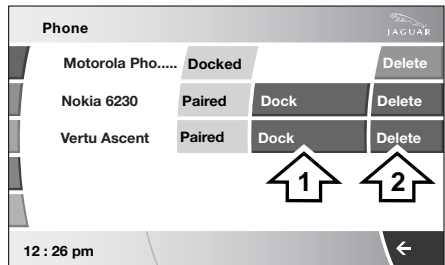 Phone
JAGUAR
Motorola Pho..... Docked Delete
Nokia 6230 Paired Dock Delete
Vertu Ascent Paired Dock Delete
1 2
12 : 26 pm